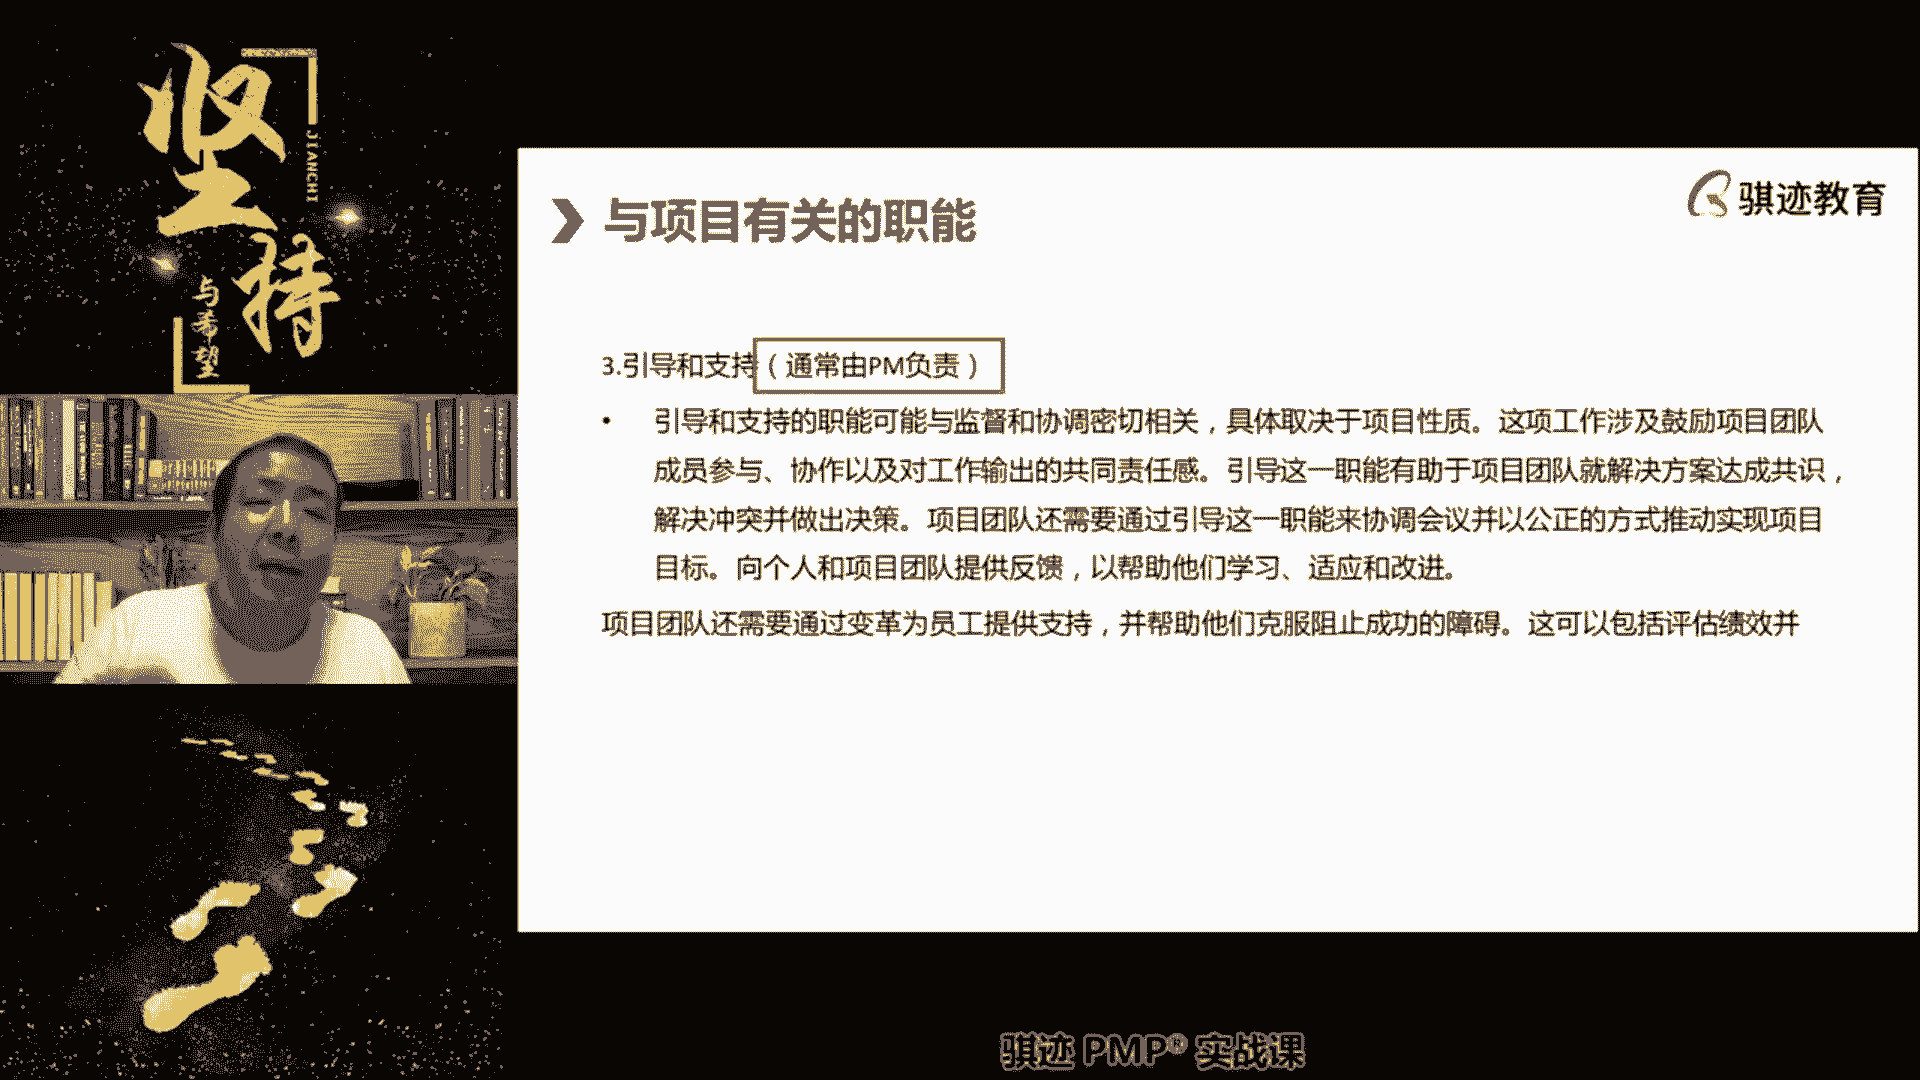 坚持
JIANCHI
与希望
骐迹教育
与项目有关的职能
3.引导和支持（通常由PM负责）
• 引导和支持的职能可能与监督和协调密切相关，具体取决于项目性质。这项工作涉及鼓励项目团队
成员参与、协作以及对工作输出的共同责任感。引导这一职能有助于项目团队就解决方案达成共识，
解决冲突并做出决策。项目团队还需要通过引导这一职能来协调会议并以公正的方式推动实现项目
目标。向个人和项目团队提供反馈，以帮助他们学习、适应和改进。
项目团队还需要通过变革为员工提供支持，并帮助他们克服阻止成功的障碍。这可以包括评估绩效并
骐迹 PMP® 实战课